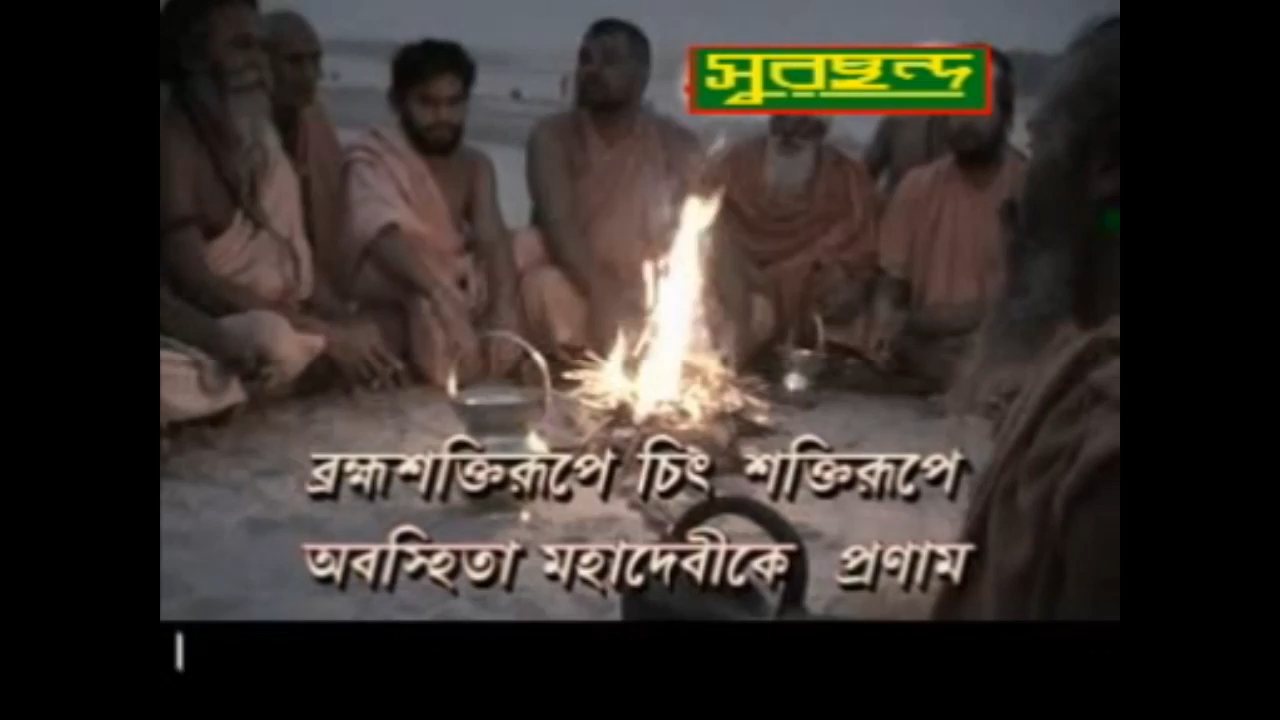 সুরছন্দ
ব্রহ্মশক্তিরূপে চিৎ শক্তিরূপে
অবস্থিতা মহাদেবীকে প্রণাম